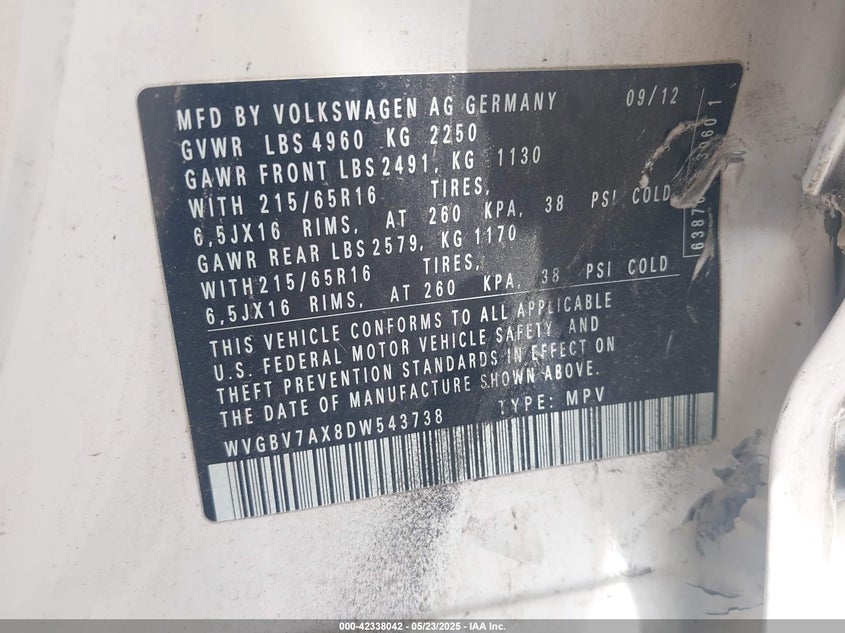 MFD BY VOLKSWAGEN AG GERMANY 09/12
GVWR LBS 4960 KG 2250
GAWR FRONT LBS 2491, KG 1130
WITH 215/65R16 TIRES,
6,5JX16 RIMS, AT 260 KPA, 38 PSI COLD
GAWR REAR LBS 2579, KG 1170
WITH 215/65R16 TIRES,
6,5JX16 RIMS, AT 260 KPA, 38 PSI COLD
THIS VEHICLE CONFORMS TO ALL APPLICABLE
U.S. FEDERAL MOTOR VEHICLE SAFETY, AND
THEFT PREVENTION STANDARDS IN EFFECT ON
THE DATE OF MANUFACTURE SHOWN ABOVE.
WVGBV7AX8DW543738 TYPE: MPV
000-42338042 - 05/23/2025 - IAA Inc.